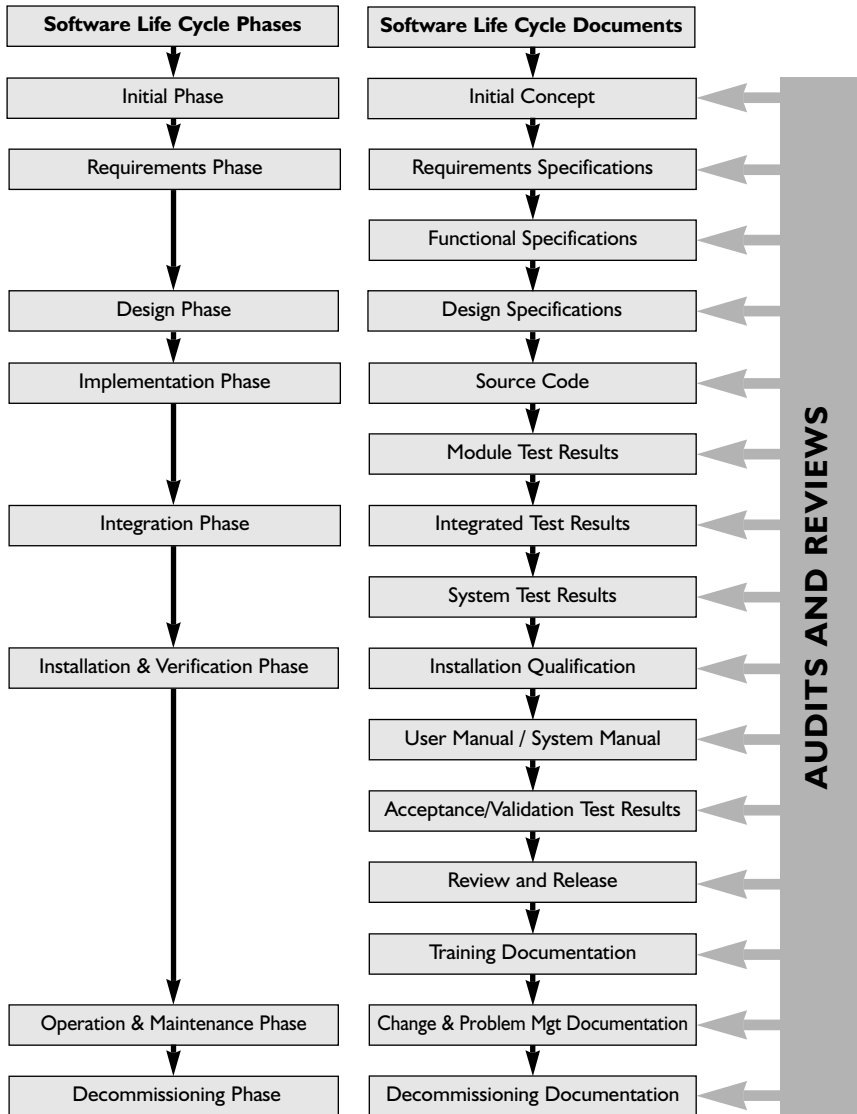 Software Life Cycle Phases
Initial Phase
Requirements Phase
Design Phase
Implementation Phase
Integration Phase
Installation & Verification Phase
Operation & Maintenance Phase
Decommissioning Phase
Software Life Cycle Documents
Initial Concept
Requirements Specifications
Functional Specifications
Design Specifications
Source Code
Module Test Results
Integrated Test Results
System Test Results
Installation Qualification
User Manual / System Manual
Acceptance/Validation Test Results
Review and Release
Training Documentation
Change & Problem Mgt Documentation
Decommissioning Documentation
AUDITS AND REVIEWS